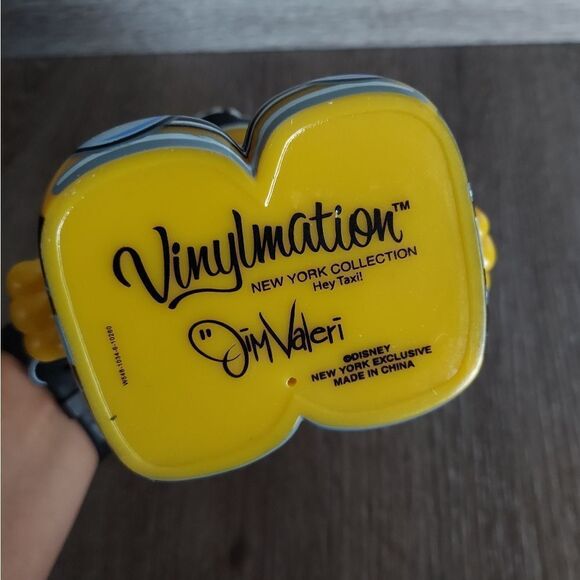 Vinylmation™
NEW YORK COLLECTION
Hey Taxi!
"Jim Valeri
©DISNEY
NEW YORK EXCLUSIVE
MADE IN CHINA